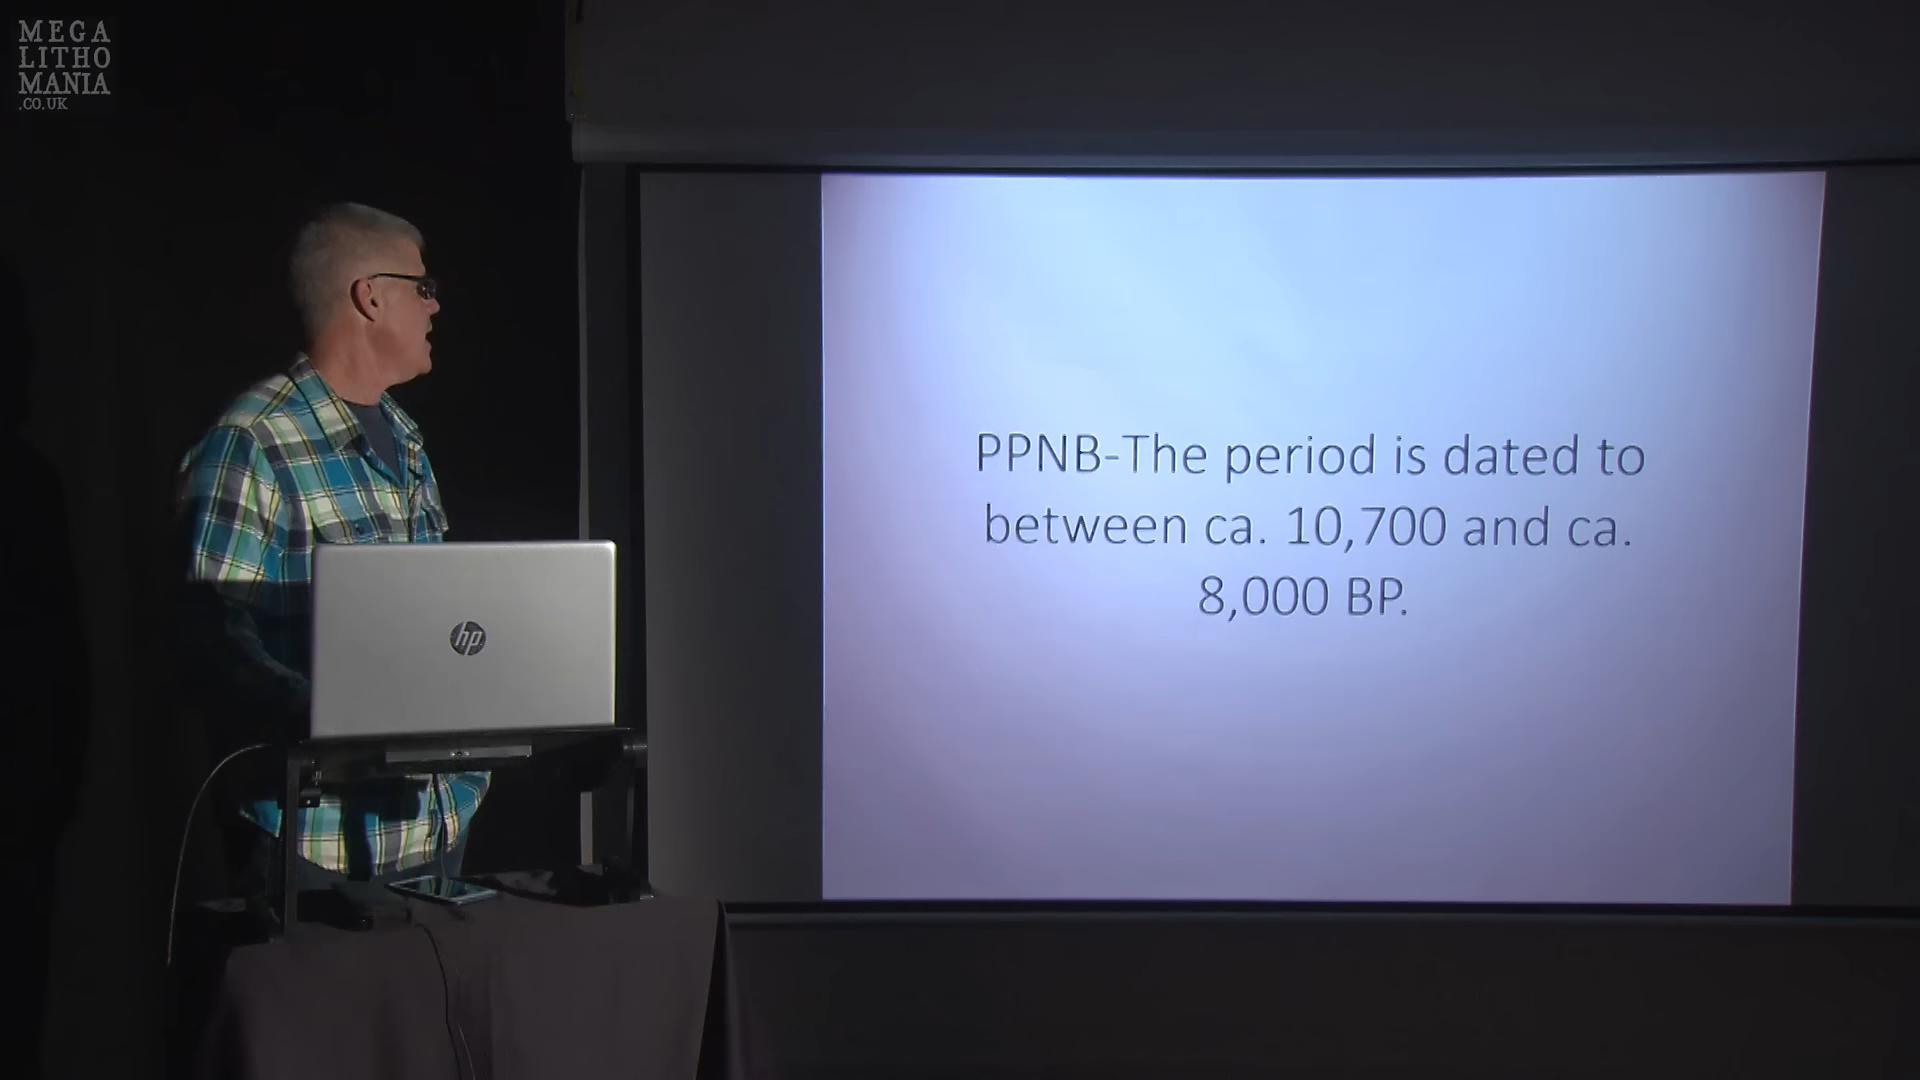 MEGA
LITHO
MANIA
.CO.UK
PPNB-The period is dated to
between ca. 10,700 and ca.
8,000 BP.
hp